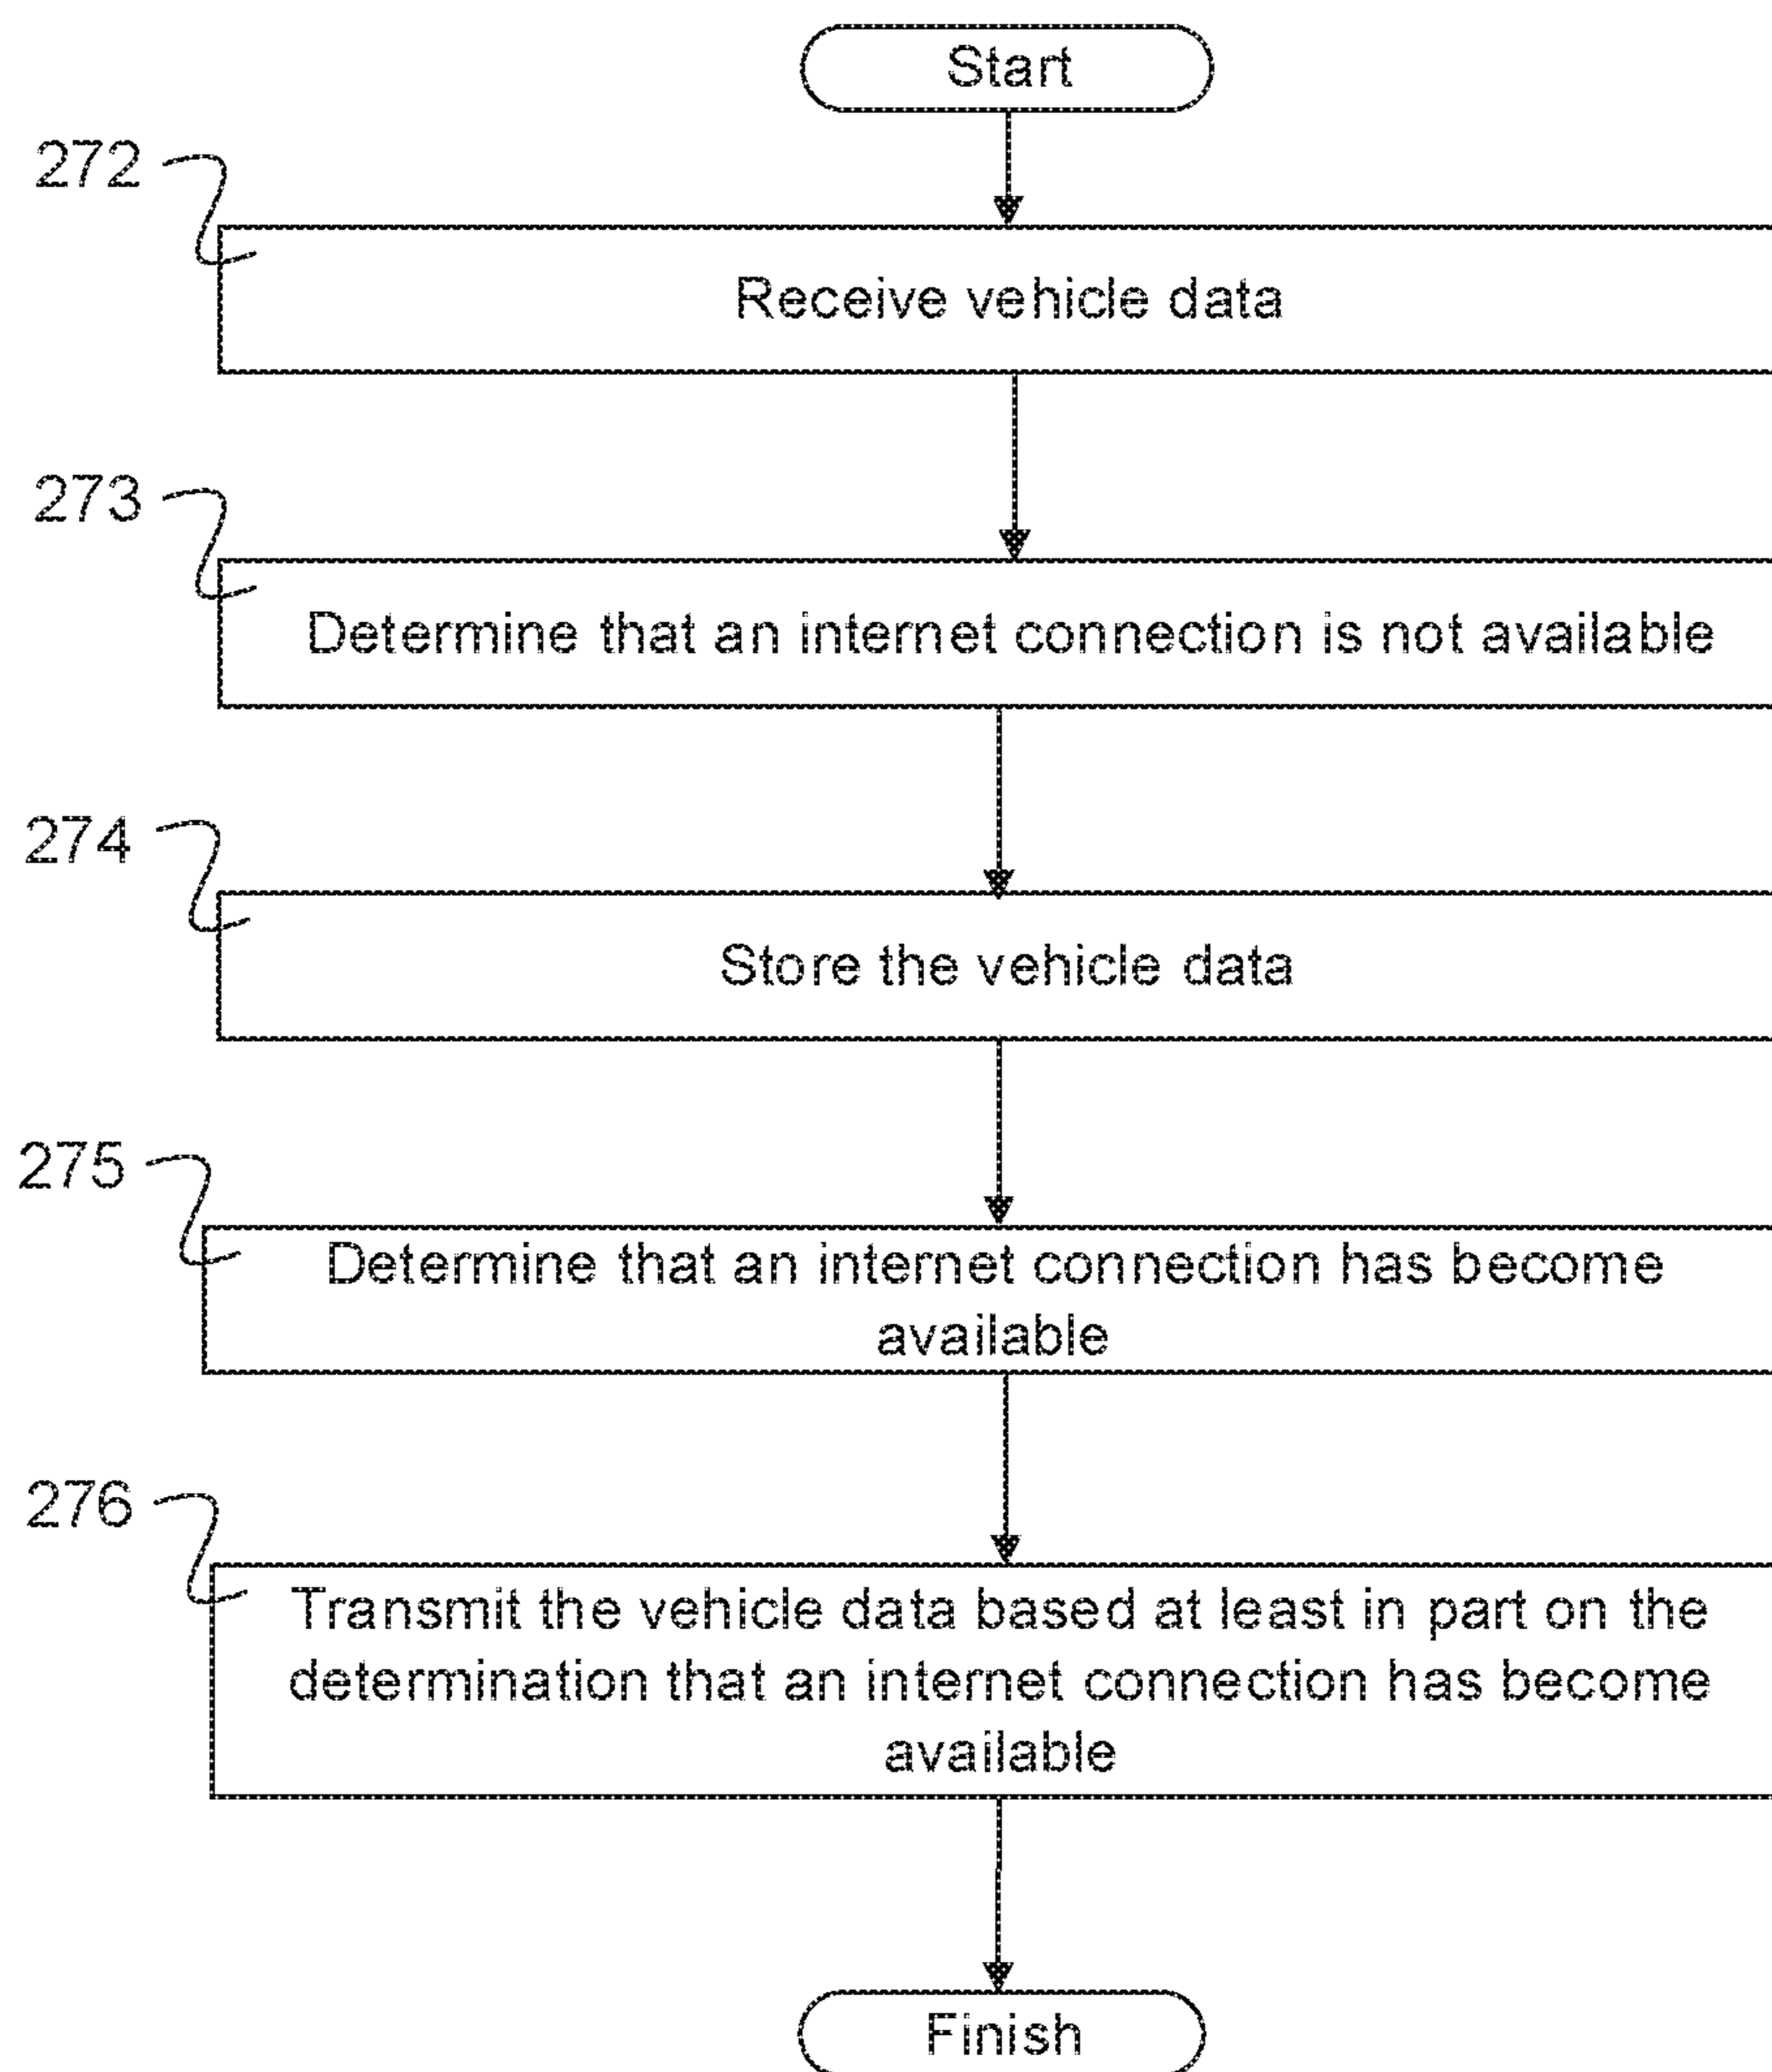 Start
272
Receive vehicle data
273
Determine that an internet connection is not available
274
Store the vehicle data
275
Determine that an internet connection has become
available
276
Transmit the vehicle data based at least in part on the
determination that an internet connection has become
available
Finish